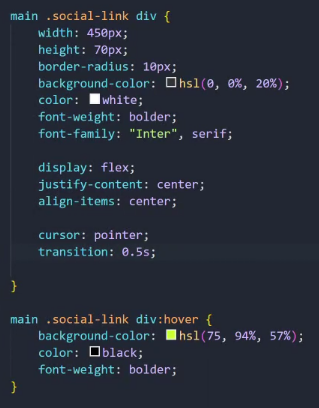 main .social-link div {
width: 450px;
height: 70px;
border-radius: 10px;
background-color: hsl(0, 0%, 20%);
color: white;
font-weight: bolder;
font-family: "Inter", serif;
display: flex;
justify-content: center;
align-items: center;
cursor: pointer;
transition: 0.5s;
}
main .social-link div:hover {
background-color: hsl(75, 94%, 57%);
color: black;
font-weight: bolder;
}